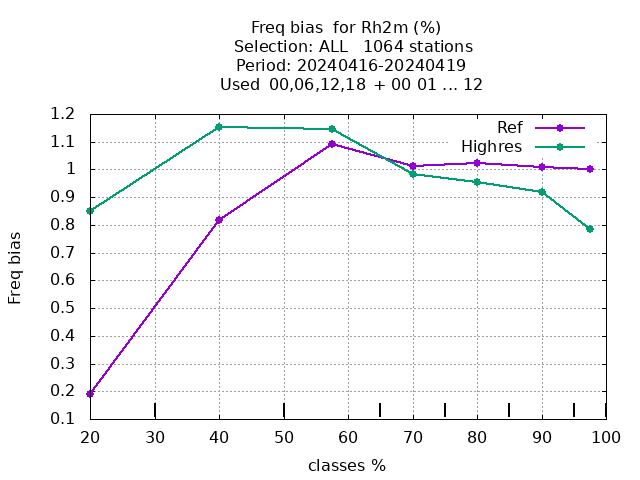 Freq bias  for Rh2m (%)
Selection: ALL   1064 stations
Period: 20240416-20240419
Used  00,06,12,18  + 00 01 ... 12
Ref
Highres
1.2
1.1
1
0.9
0.8
0.7
0.6
0.5
0.4
0.3
0.2
0.1
Freq bias
20 30 40 50 60 70 80 90 100
classes %